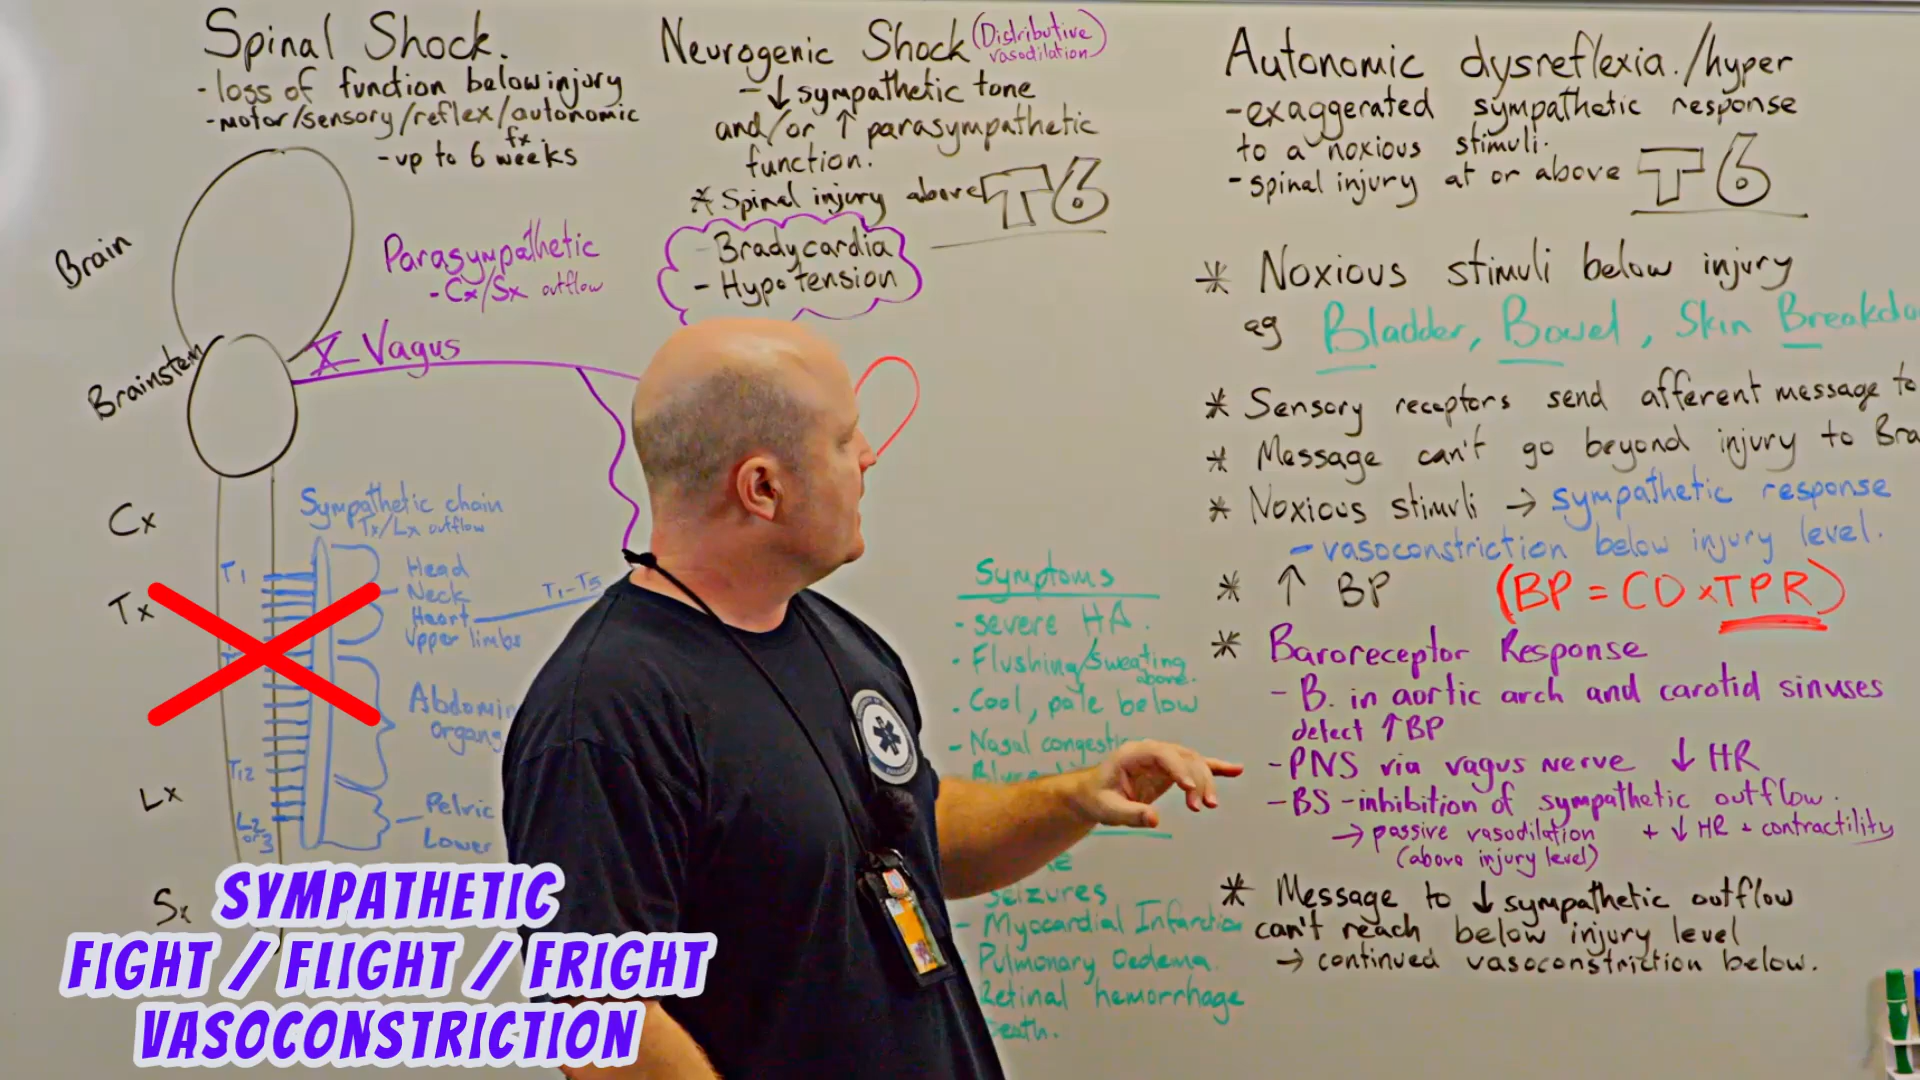 Spinal Shock.
- loss of function below injury
- motor/sensory/reflex/autonomic fx.
- up to 6 weeks
Neurogenic Shock (Distributive vasodilation)
- ↓ sympathetic tone
and/or ↑ parasympathetic
function.
* Spinal injury above T6
- Bradycardia
- Hypotension
Autonomic dysreflexia./hyper
- exaggerated sympathetic response
to a noxious stimuli.
- spinal injury at or above T6
* Noxious stimuli below injury
eg Bladder, Bowel, Skin
* Sensory receptors send afferent message to
* Message can't go beyond injury to
* Noxious stimuli → sympathetic response
- vasoconstriction below injury level.
* ↑ BP (BP = CO x TPR)
* Baroreceptor Response
- B. in aortic arch and carotid sinuses
detect ↑BP
- PNS via vagus nerve ↓ HR
- BS - inhibition of sympathetic outflow.
→ passive vasodilation + ↓ HR + contractility
(above injury level)
* Message to ↓ sympathetic outflow
can't reach below injury level
→ continued vasoconstriction below.
Brain
Brainstem
Parasympathetic
- Cx/Sx outflow
X Vagus
Cx
Tx
Lx
Sx
Sympathetic chain
Tx/Lx outflow
T1
T12
L2
or 3
Head
Neck
Heart
Upper limbs
T1-T5
Abdomin
organs
Pelvic
Lower
Symptoms
- severe HA.
- Flushing/sweating above.
- Cool, pale below
- Nasal
seizures
- Myocardial Infarction
- Pulmonary Oedema.
Retinal hemorrhage
Death.
SYMPATHETIC
FIGHT / FLIGHT / FRIGHT
VASOCONSTRICTION